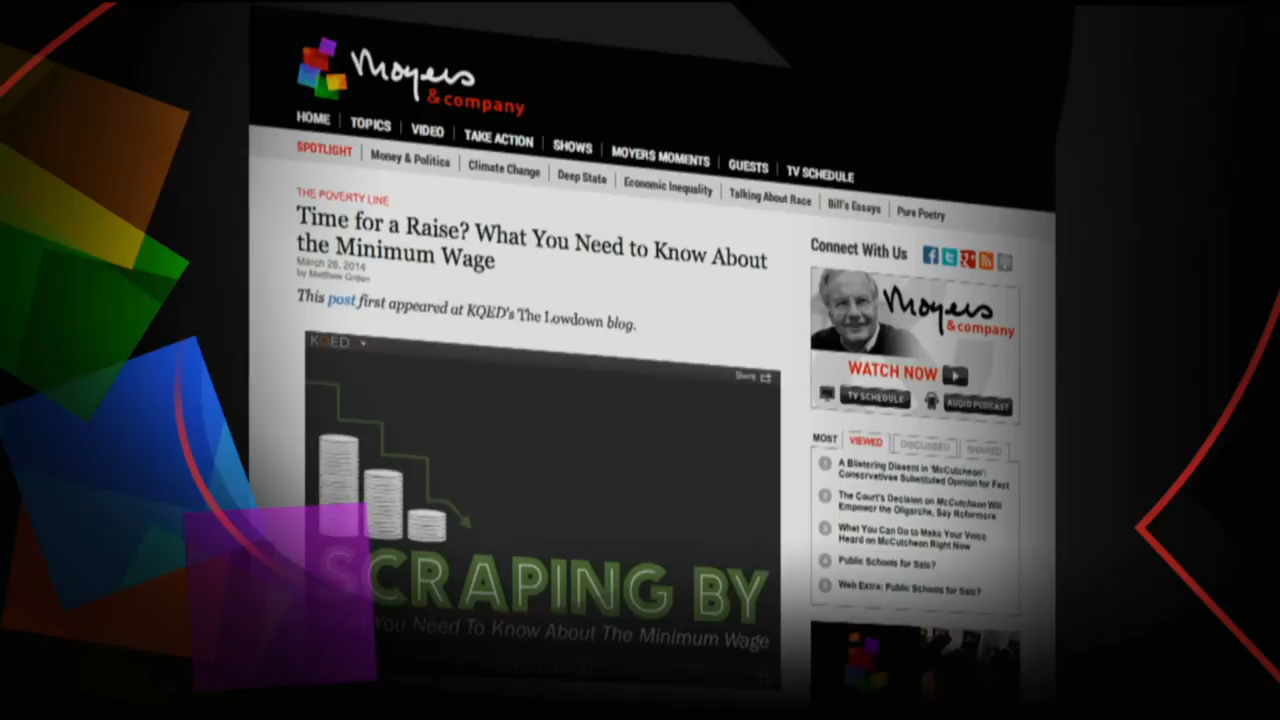 Moyers
& company
HOME TOPICS VIDEO TAKE ACTION SHOWS MOYERS MOMENTS GUESTS TV SCHEDULE
SPOTLIGHT Money & Politics Climate Change Deep State Economic Inequality Talking About Race Bill's Essays Pure Poetry
THE POVERTY LINE
Time for a Raise? What You Need to Know About
the Minimum Wage
March 26, 2014
by Matthew Green
This post first appeared at KQED's The Lowdown blog.
KQED
Share
SCRAPING BY
You Need To Know About The Minimum Wage
Connect With Us
Moyers
& company
WATCH NOW
TV SCHEDULE
AUDIO PODCAST
MOST VIEWED DISCUSSED SHARED
1 A Blistering Dissent in 'McCutcheon':
Conservatives Substituted Opinion for Fact
2 The Court's Decision on McCutcheon Will
Empower the Oligarchs, Say Reformers
3 What You Can Do to Make Your Voice
Heard on McCutcheon Right Now
4 Public Schools for Sale?
5 Web Extra: Public Schools for Sale?